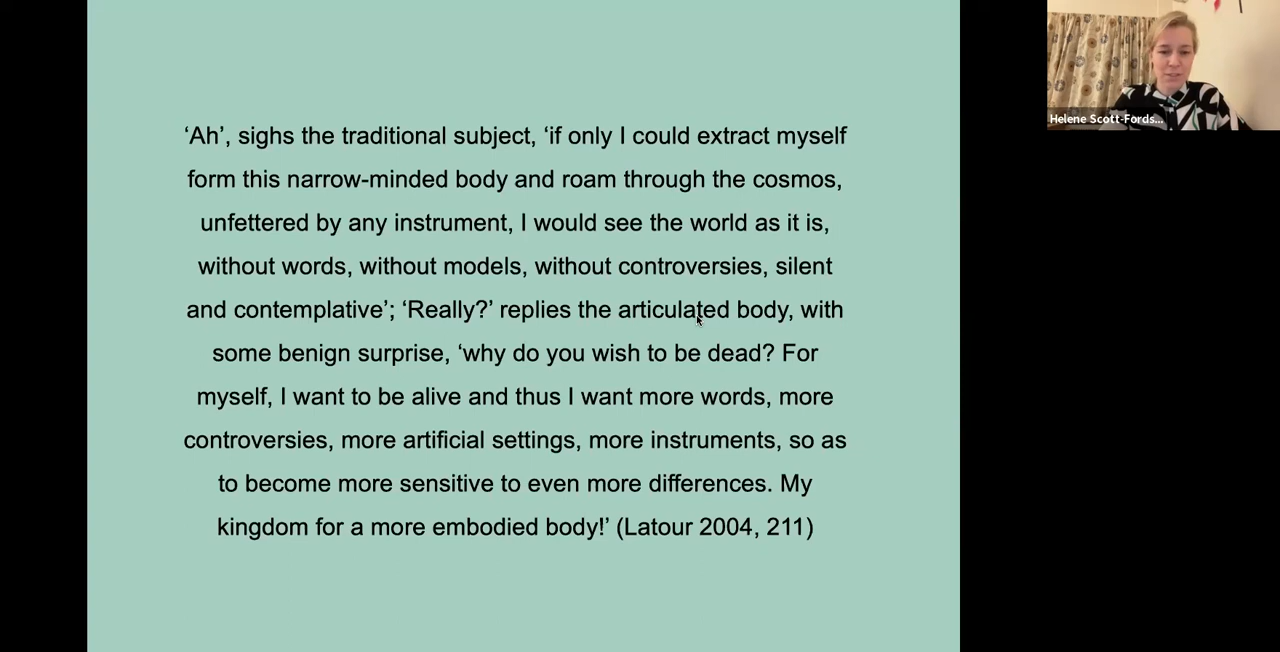 ‘Ah’, sighs the traditional subject, ‘if only I could extract myself
form this narrow-minded body and roam through the cosmos,
unfettered by any instrument, I would see the world as it is,
without words, without models, without controversies, silent
and contemplative’; ‘Really?’ replies the articulated body, with
some benign surprise, ‘why do you wish to be dead? For
myself, I want to be alive and thus I want more words, more
controversies, more artificial settings, more instruments, so as
to become more sensitive to even more differences. My
kingdom for a more embodied body!’ (Latour 2004, 211)
Helene Scott-Fords...